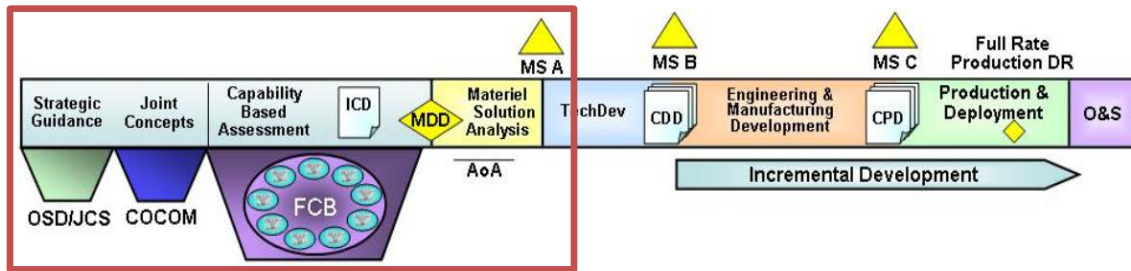 MS A
MS B
MS C
Full Rate
Production DR
Strategic
Guidance
Joint
Concepts
Capability
Based
Assessment
ICD
MDD
Materiel
Solution
Analysis
TechDev
CDD
Engineering &
Manufacturing
Development
CPD
Production &
Deployment
O&S
AoA
Incremental Development
OSD/JCS
COCOM
FCB